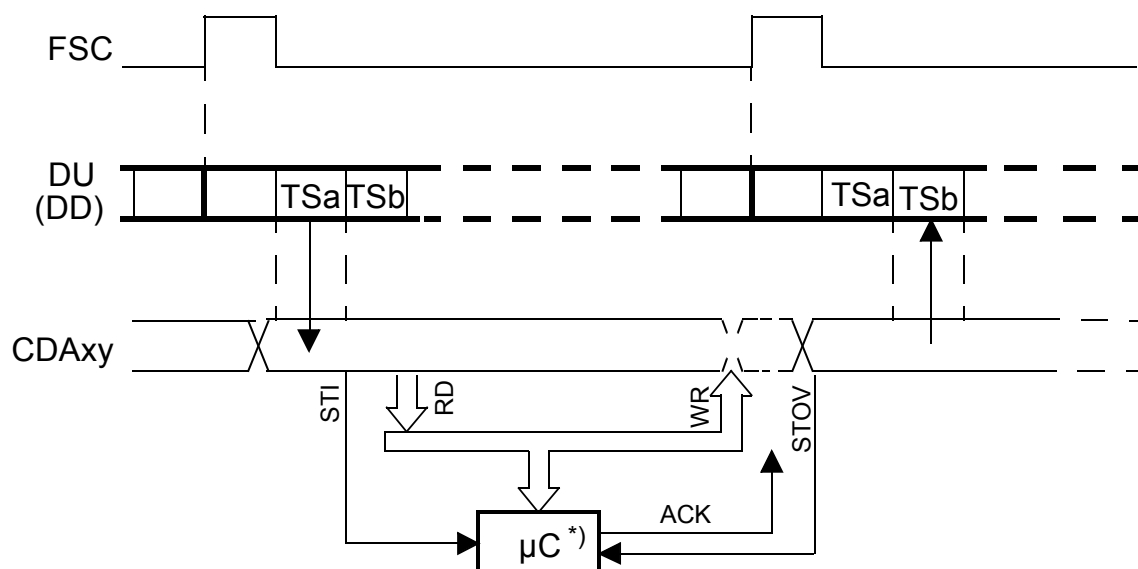 FSC
DU
(DD)
TSa TSb
TSa TSb
CDAxy
STI
RD
WR
STOV
ACK
µC *)